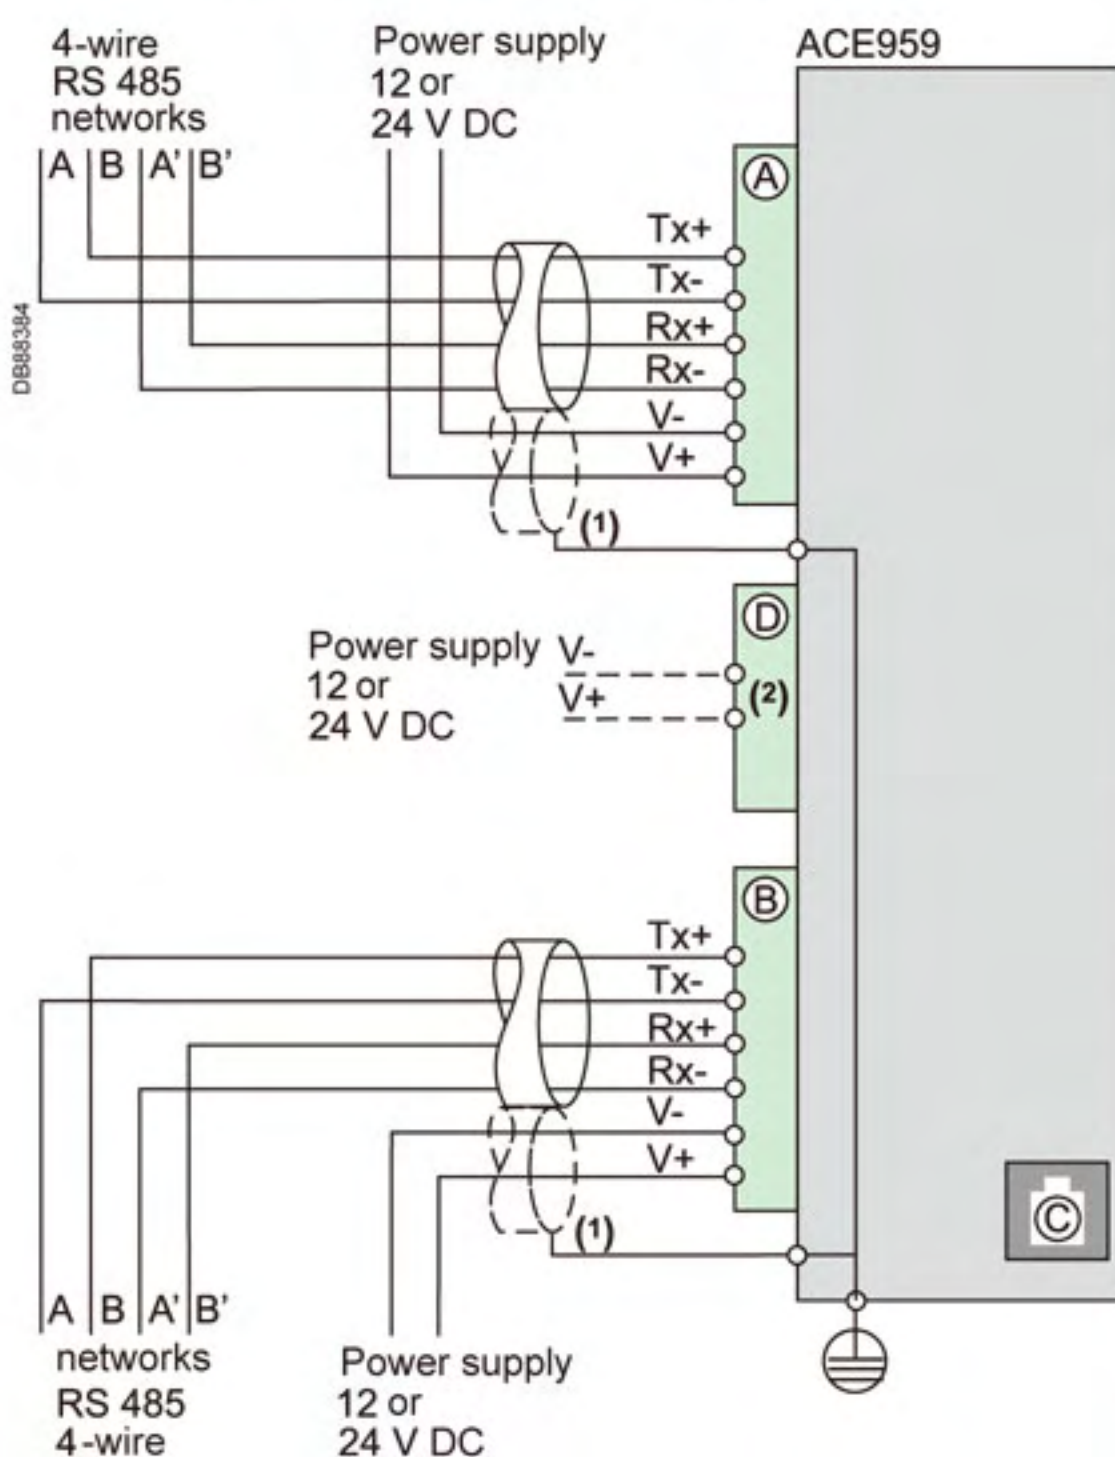 4-wire
RS 485
networks
Power supply
12 or
24 V DC
ACE959
A B A’ B’
DB88384
A
Tx+
Tx-
Rx+
Rx-
V-
V+
(1)
D
Power supply
12 or
24 V DC
V-
V+
(2)
B
Tx+
Tx-
Rx+
Rx-
V-
V+
(1)
C
A B A’ B’
networks
RS 485
4-wire
Power supply
12 or
24 V DC